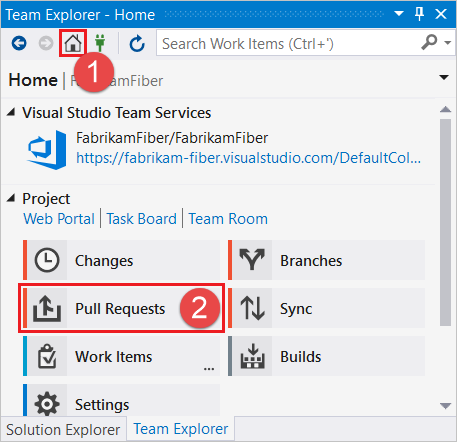 Team Explorer - Home
Search Work Items (Ctrl+')
1
Home | FabrikamFiber
Visual Studio Team Services
FabrikamFiber/FabrikamFiber
https://fabrikam-fiber.visualstudio.com/DefaultCol...
Project
Web Portal | Task Board | Team Room
Changes
Branches
Pull Requests
2
Sync
Work Items
...
Builds
Settings
Solution Explorer
Team Explorer